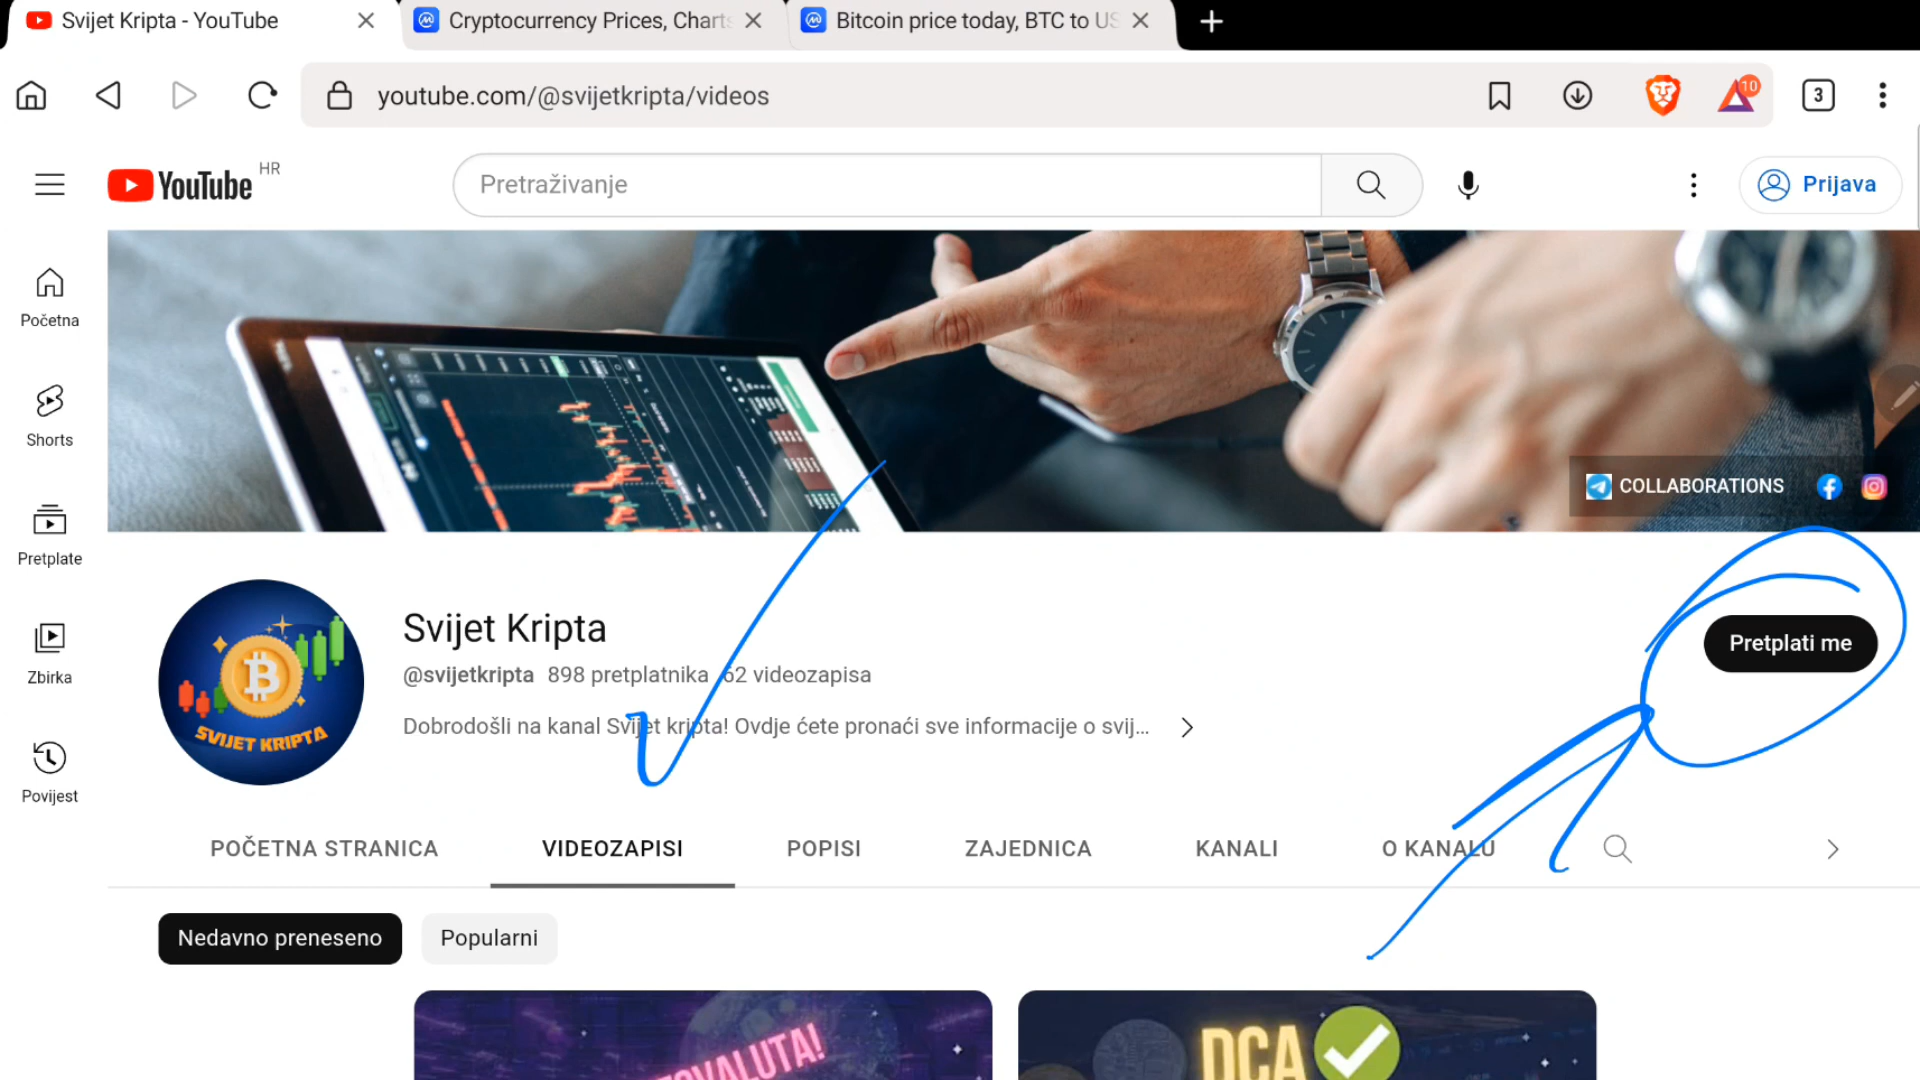 Svijet Kripta - YouTube
Cryptocurrency Prices, Charts
Bitcoin price today, BTC to US
youtube.com/@svijetkripta/videos
10
3
YouTube HR
Pretraživanje
Prijava
Početna
Shorts
Pretplate
Zbirka
Povijest
COLLABORATIONS
SVIJET KRIPTA
Svijet Kripta
@svijetkripta 898 pretplatnika 62 videozapisa
Dobrodošli na kanal Svijet kripta! Ovdje ćete pronaći sve informacije o svij...
Pretplati me
POČETNA STRANICA
VIDEOZAPISI
POPISI
ZAJEDNICA
KANALI
O KANALU
Nedavno preneseno
Popularni
DCA